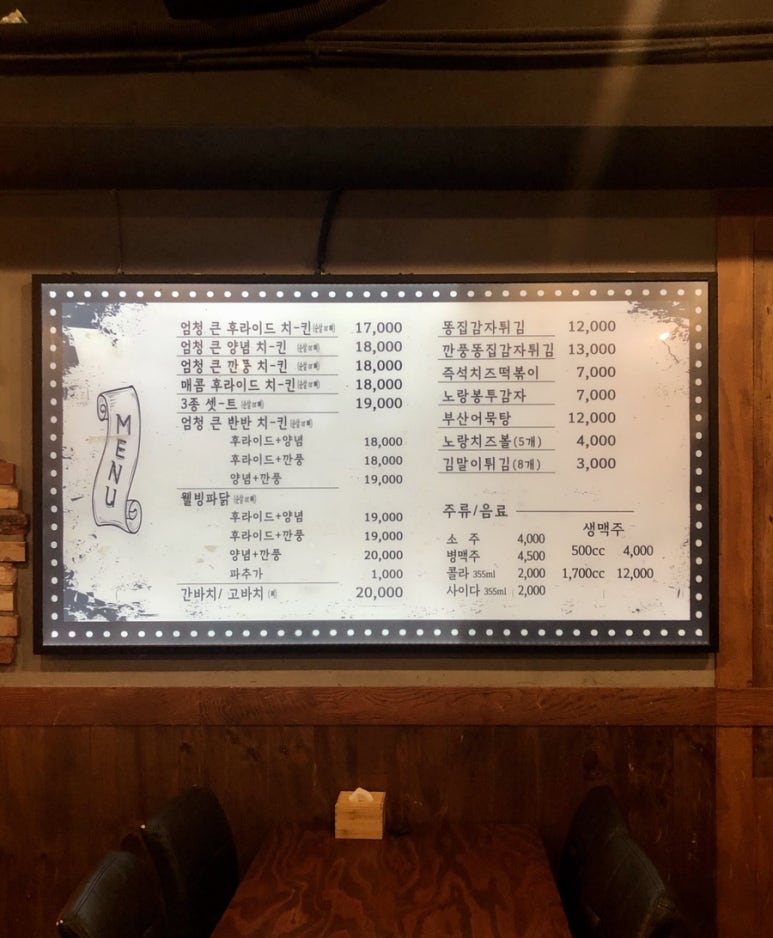 MENU
엄청 큰 후라이드 치-킨 17,000
엄청 큰 양념 치-킨 18,000
엄청 큰 깐풍 치-킨 18,000
매콤 후라이드 치-킨 18,000
3종 셋-트 19,000
엄청 큰 반반 치-킨
후라이드+양념 18,000
후라이드+깐풍 18,000
양념+깐풍 19,000
웰빙파닭
후라이드+양념 19,000
후라이드+깐풍 19,000
양념+깐풍 20,000
파추가 1,000
간바치/ 고바치 20,000
똥집감자튀김 12,000
깐풍똥집감자튀김 13,000
즉석치즈떡볶이 7,000
노랑봉투감자 7,000
부산어묵탕 12,000
노랑치즈볼(5개) 4,000
김말이튀김(8개) 3,000
주류/음료
소 주 4,000
병맥주 4,500
콜라 355ml 2,000
사이다 355ml 2,000
생맥주
500cc 4,000
1,700cc 12,000